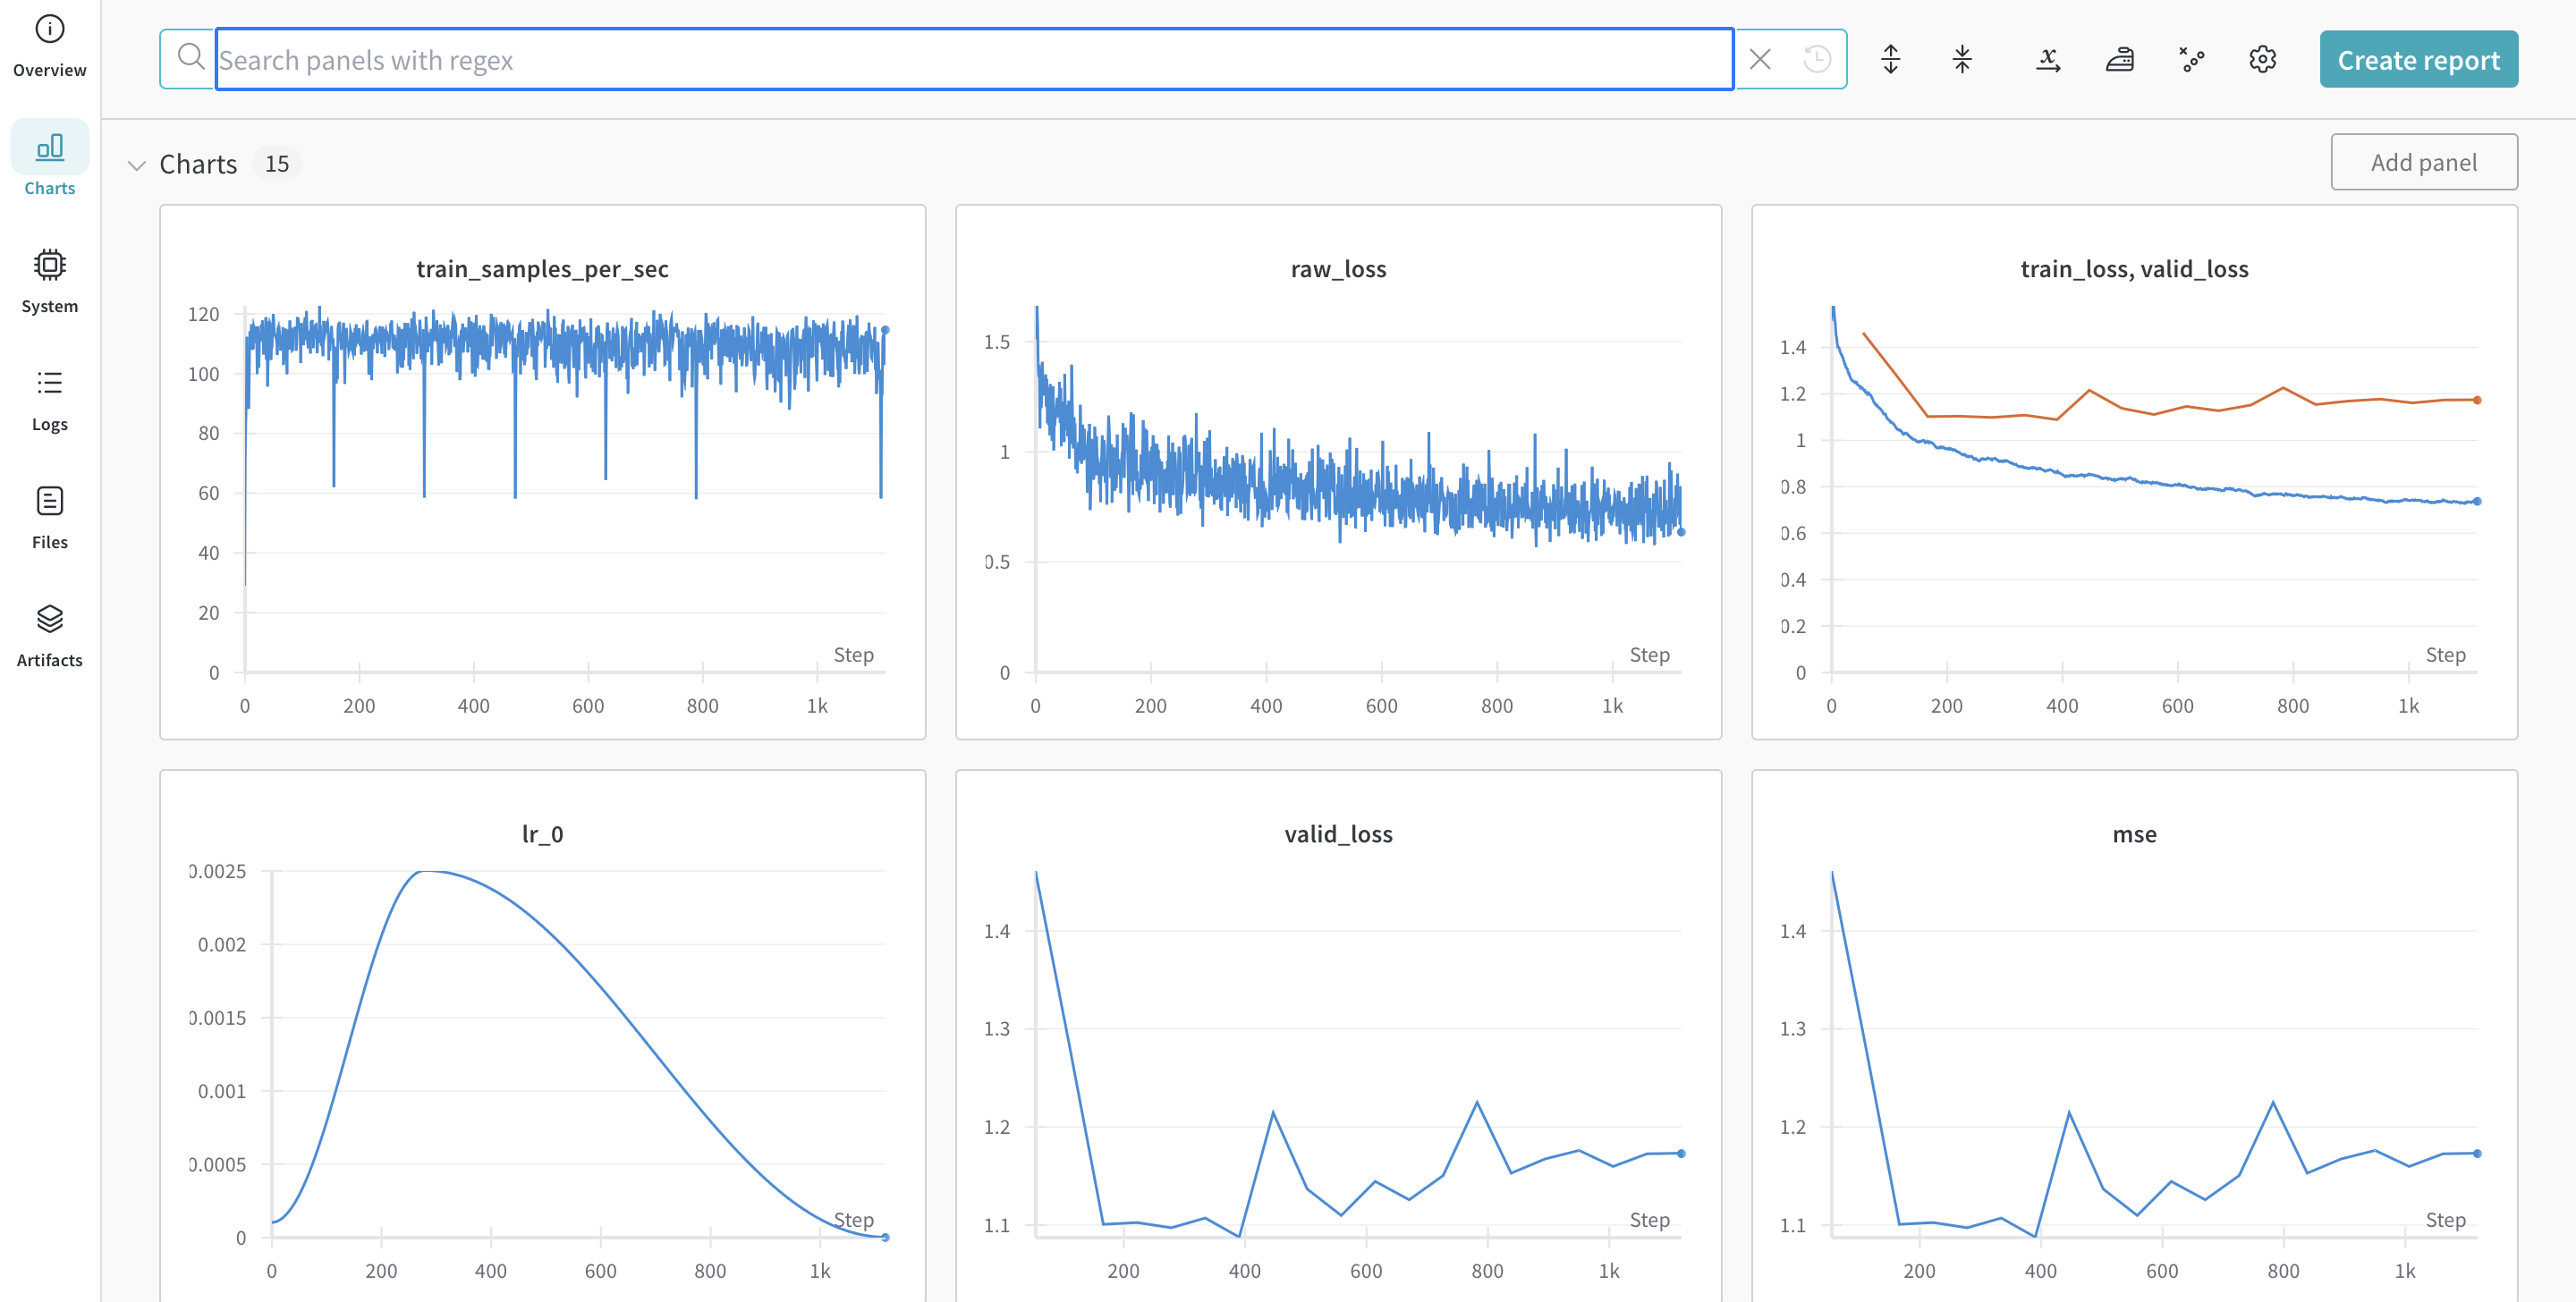 Overview
Charts
System
Logs
Files
Artifacts
Search panels with regex
Create report
Charts 15
Add panel
train_samples_per_sec
120
100
80
60
40
20
0
Step
0 200 400 600 800 1k
raw_loss
1.5
1
0.5
0
Step
0 200 400 600 800 1k
train_loss, valid_loss
1.4
1.2
1
0.8
0.6
0.4
0.2
0
Step
0 200 400 600 800 1k
lr_0
0.0025
0.002
0.0015
0.001
0.0005
0
Step
0 200 400 600 800 1k
valid_loss
1.4
1.3
1.2
1.1
Step
200 400 600 800 1k
mse
1.4
1.3
1.2
1.1
Step
200 400 600 800 1k